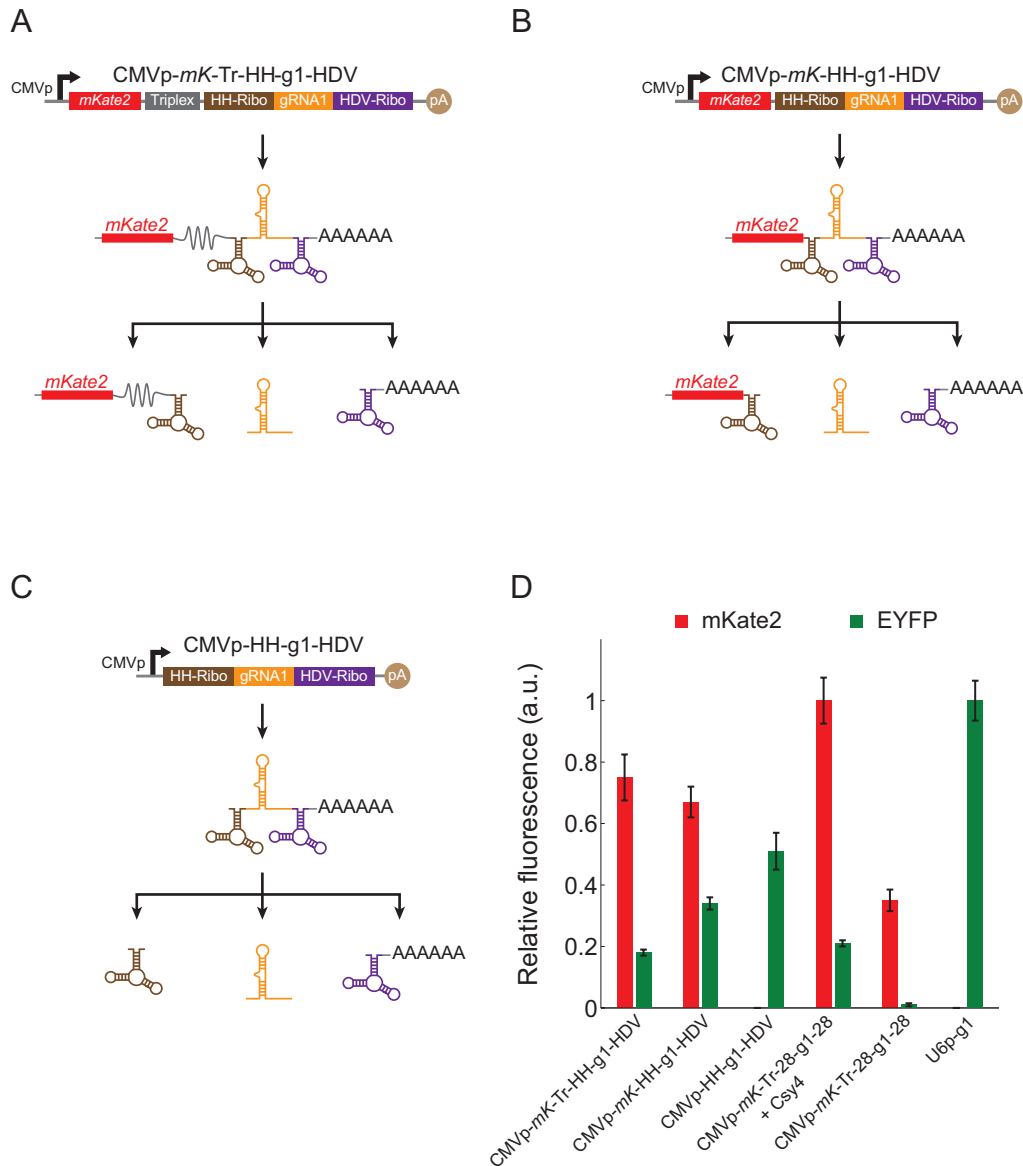 A
CMVp-mK-Tr-HH-g1-HDV
CMVp
mKate2 Triplex HH-Ribo gRNA1 HDV-Ribo pA
mKate2
AAAAAA
mKate2
AAAAAA
B
CMVp-mK-HH-g1-HDV
CMVp
mKate2 HH-Ribo gRNA1 HDV-Ribo pA
mKate2
AAAAAA
mKate2
AAAAAA
C
CMVp-HH-g1-HDV
CMVp
HH-Ribo gRNA1 HDV-Ribo pA
AAAAAA
AAAAAA
D
mKate2 EYFP
Relative fluorescence (a.u.)
1
0.8
0.6
0.4
0.2
0
CMVp-mK-Tr-HH-g1-HDV
CMVp-mK-HH-g1-HDV
CMVp-HH-g1-HDV
CMVp-mK-Tr-28-g1-28
+ Csy4
CMVp-mK-Tr-28-g1-28
U6p-g1